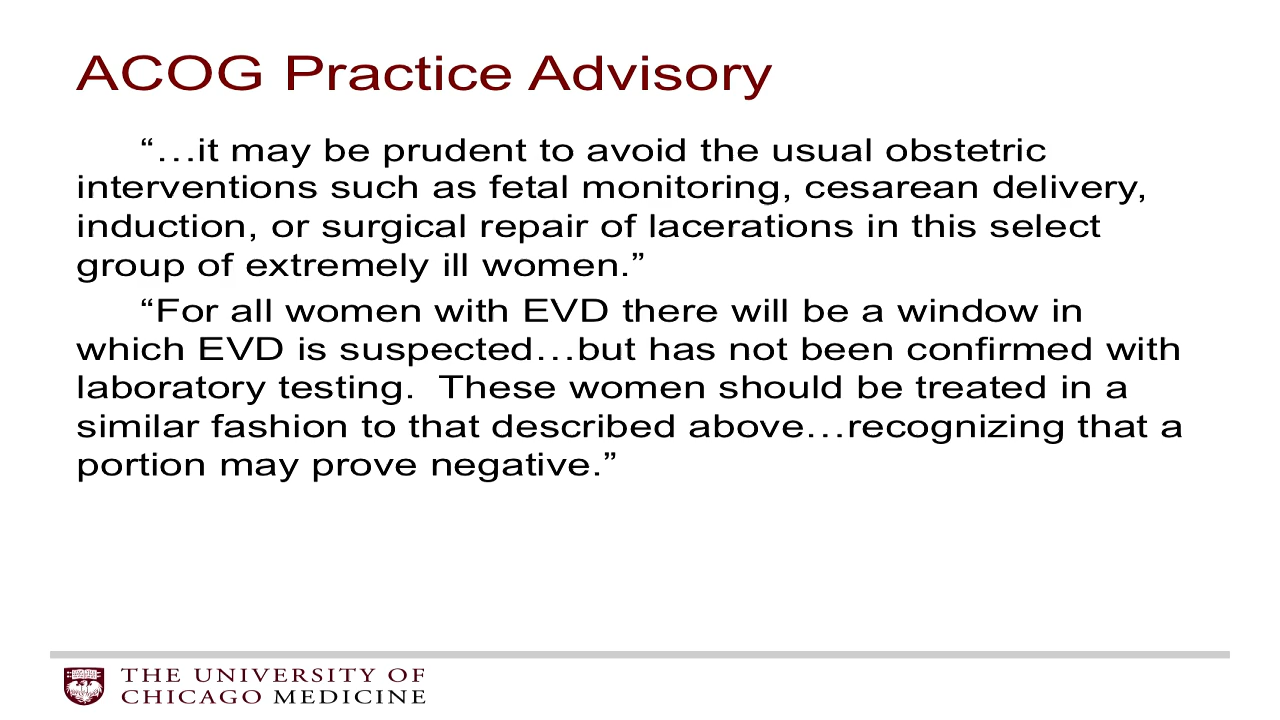 ACOG Practice Advisory
“…it may be prudent to avoid the usual obstetric
interventions such as fetal monitoring, cesarean delivery,
induction, or surgical repair of lacerations in this select
group of extremely ill women.”
“For all women with EVD there will be a window in
which EVD is suspected…but has not been confirmed with
laboratory testing.  These women should be treated in a
similar fashion to that described above…recognizing that a
portion may prove negative.”
THE UNIVERSITY OF
CHICAGO MEDICINE